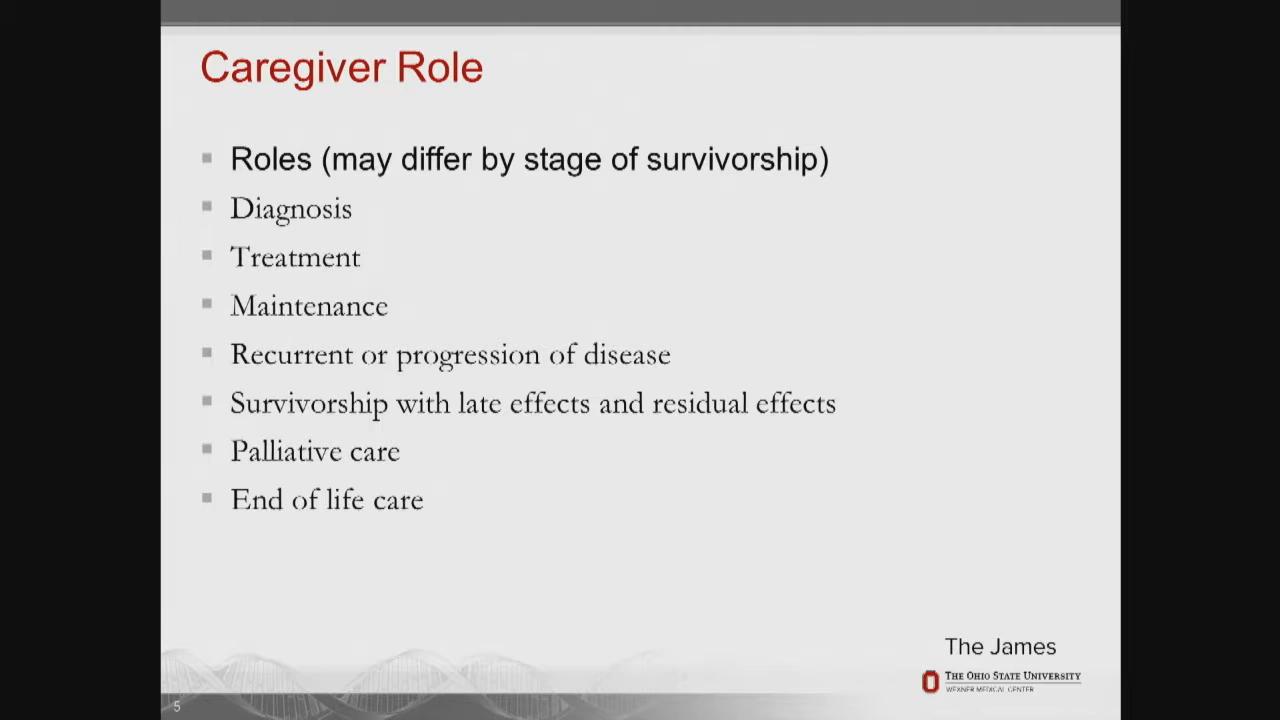 Caregiver Role
Roles (may differ by stage of survivorship)
Diagnosis
Treatment
Maintenance
Recurrent or progression of disease
Survivorship with late effects and residual effects
Palliative care
End of life care
The James
THE OHIO STATE UNIVERSITY
WEXNER MEDICAL CENTER
5